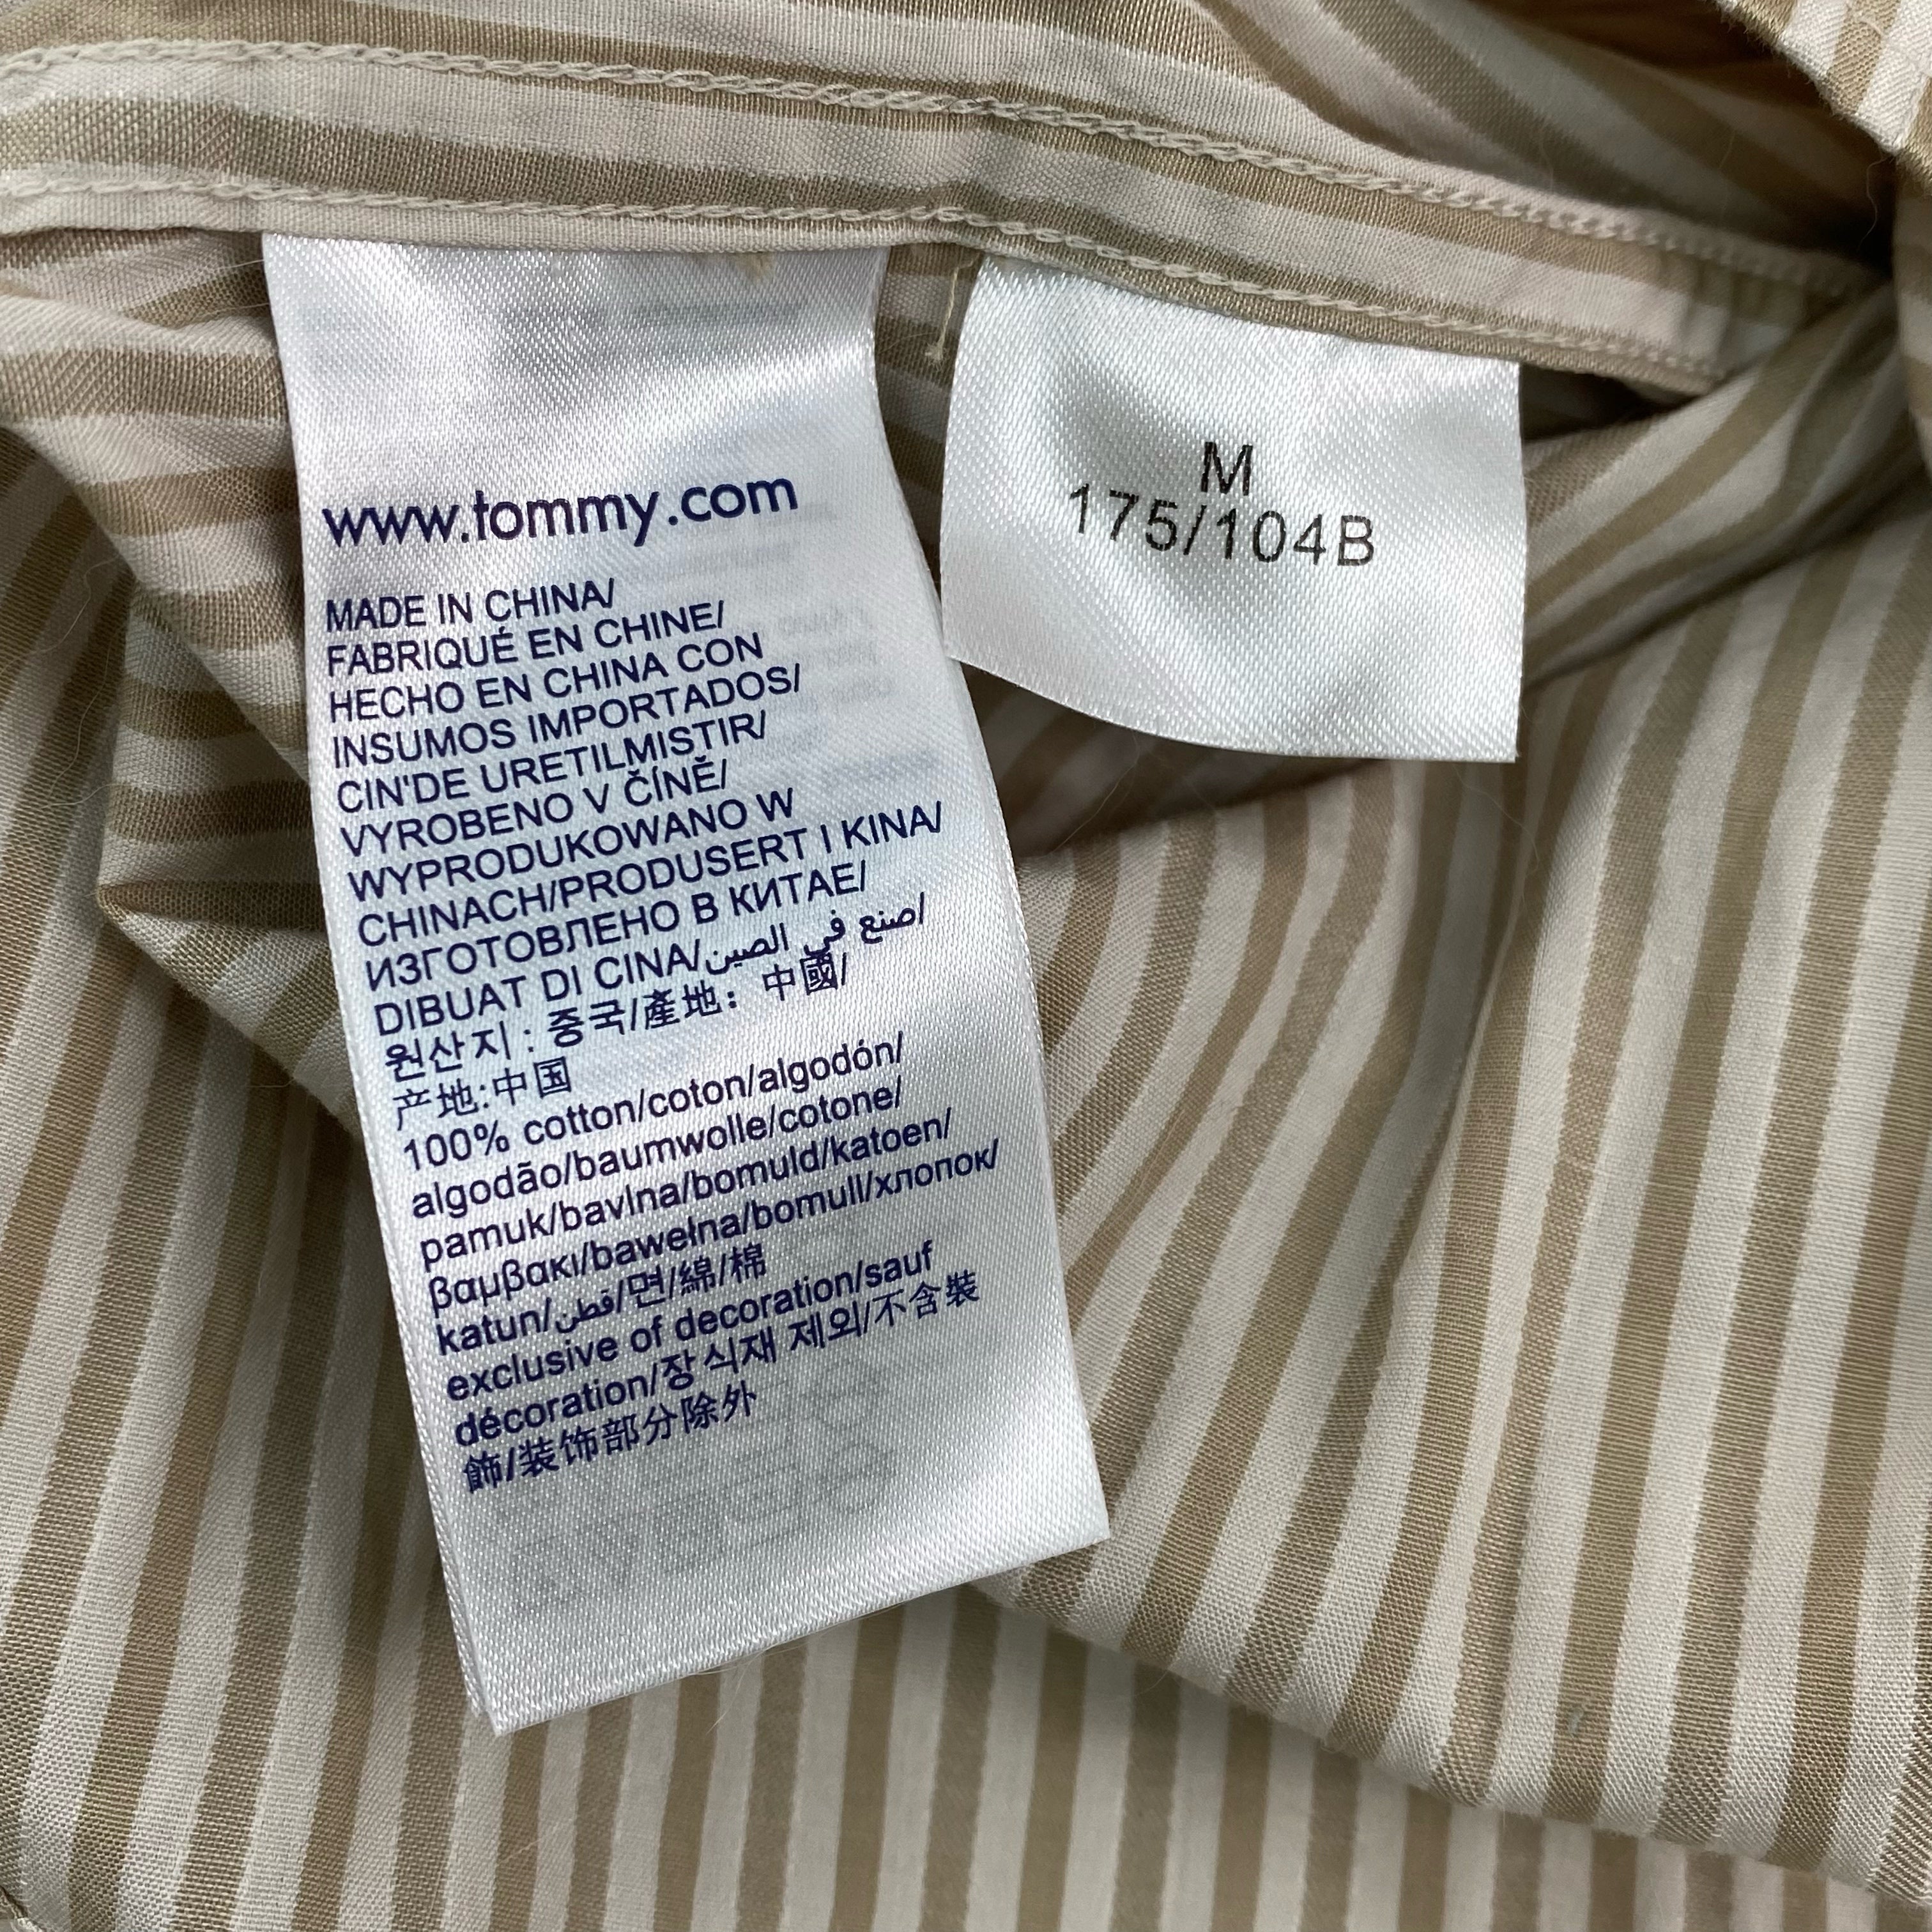 www.tommy.com
MADE IN CHINA/
FABRIQUÉ EN CHINE/
HECHO EN CHINA CON
INSUMOS IMPORTADOS/
CIN'DE URETILMISTIR/
VYROBENO V ČÍNĚ/
WYPRODUKOWANO W
CHINACH/PRODUSERT I KINA/
ИЗГОТОВЛЕНО В КИТАЕ/
DIBUAT DI CINA/صنع في الصين/
원산지 : 중국/產地：中國/
产地:中国
100% cotton/coton/algodón/
algodão/baumwolle/cotone/
pamuk/bavlna/bomuld/katoen/
βαμβακι/bawełna/bomull/хлопок/
katun/قطن/면/綿/棉
exclusive of decoration/sauf
décoration/장식재 제외/不含裝
飾/装饰部分除外
M
175/104B